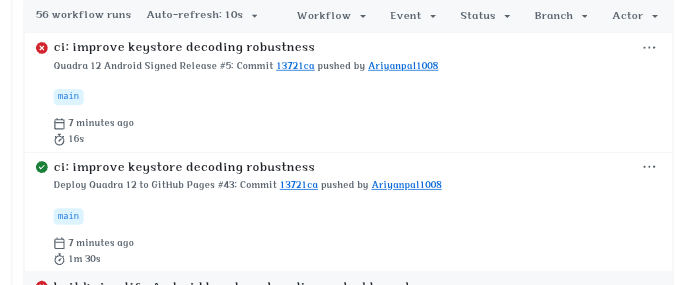 56 workflow runs Auto-refresh: 10s Workflow Event Status Branch Actor
ci: improve keystore decoding robustness
Quadra 12 Android Signed Release #5: Commit 13721ca pushed by Ariyanpal1008
main
7 minutes ago
16s
ci: improve keystore decoding robustness
Deploy Quadra 12 to GitHub Pages #43: Commit 13721ca pushed by Ariyanpal1008
main
7 minutes ago
1m 30s